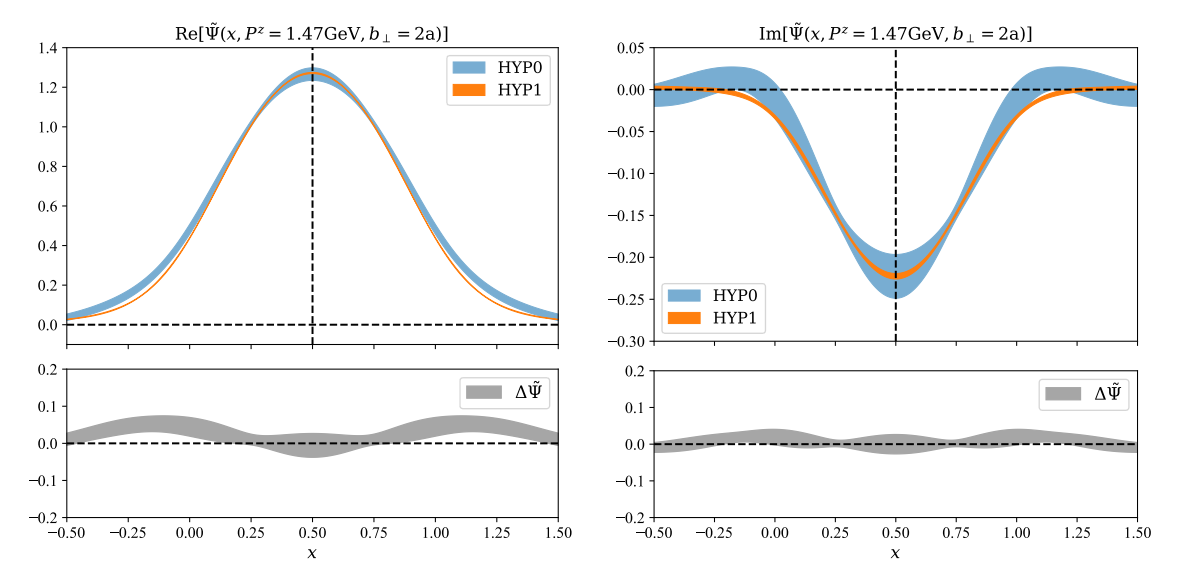 Re[Ψ̃(x, P^z = 1.47GeV, b_⊥ = 2a)]
1.4
1.2
1.0
0.8
0.6
0.4
0.2
0.0
HYP0
HYP1
0.2
0.1
0.0
−0.1
−0.2
ΔΨ̃
−0.50 −0.25 0.00 0.25 0.50 0.75 1.00 1.25 1.50
x
Im[Ψ̃(x, P^z = 1.47GeV, b_⊥ = 2a)]
0.05
0.00
−0.05
−0.10
−0.15
−0.20
−0.25
−0.30
HYP0
HYP1
0.2
0.1
0.0
−0.1
−0.2
ΔΨ̃
−0.50 −0.25 0.00 0.25 0.50 0.75 1.00 1.25 1.50
x